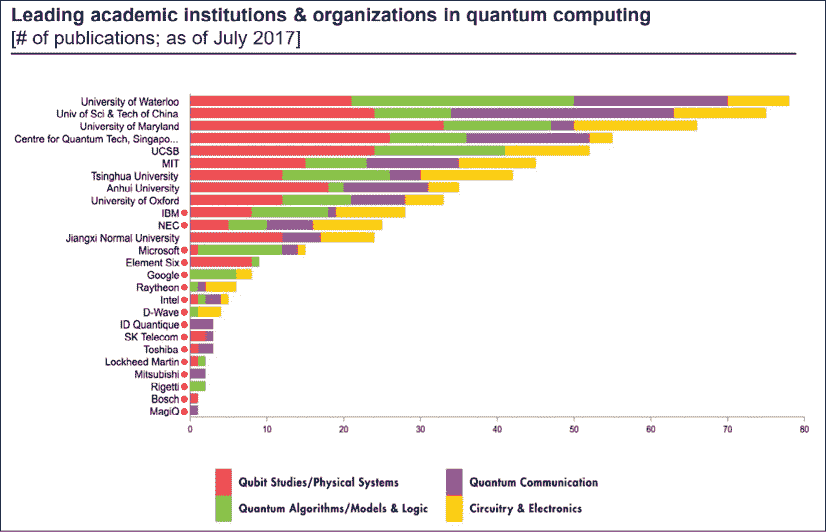 Leading academic institutions & organizations in quantum computing
[# of publications; as of July 2017]
University of Waterloo
Univ of Sci & Tech of China
University of Maryland
Centre for Quantum Tech, Singapo...
UCSB
MIT
Tsinghua University
Anhui University
University of Oxford
IBM
NEC
Jiangxi Normal University
Microsoft
Element Six
Google
Raytheon
Intel
D-Wave
ID Quantique
SK Telecom
Toshiba
Lockheed Martin
Mitsubishi
Rigetti
Bosch
MagiQ
0 10 20 30 40 50 60 70 80
Qubit Studies/Physical Systems Quantum Communication
Quantum Algorithms/Models & Logic Circuitry & Electronics